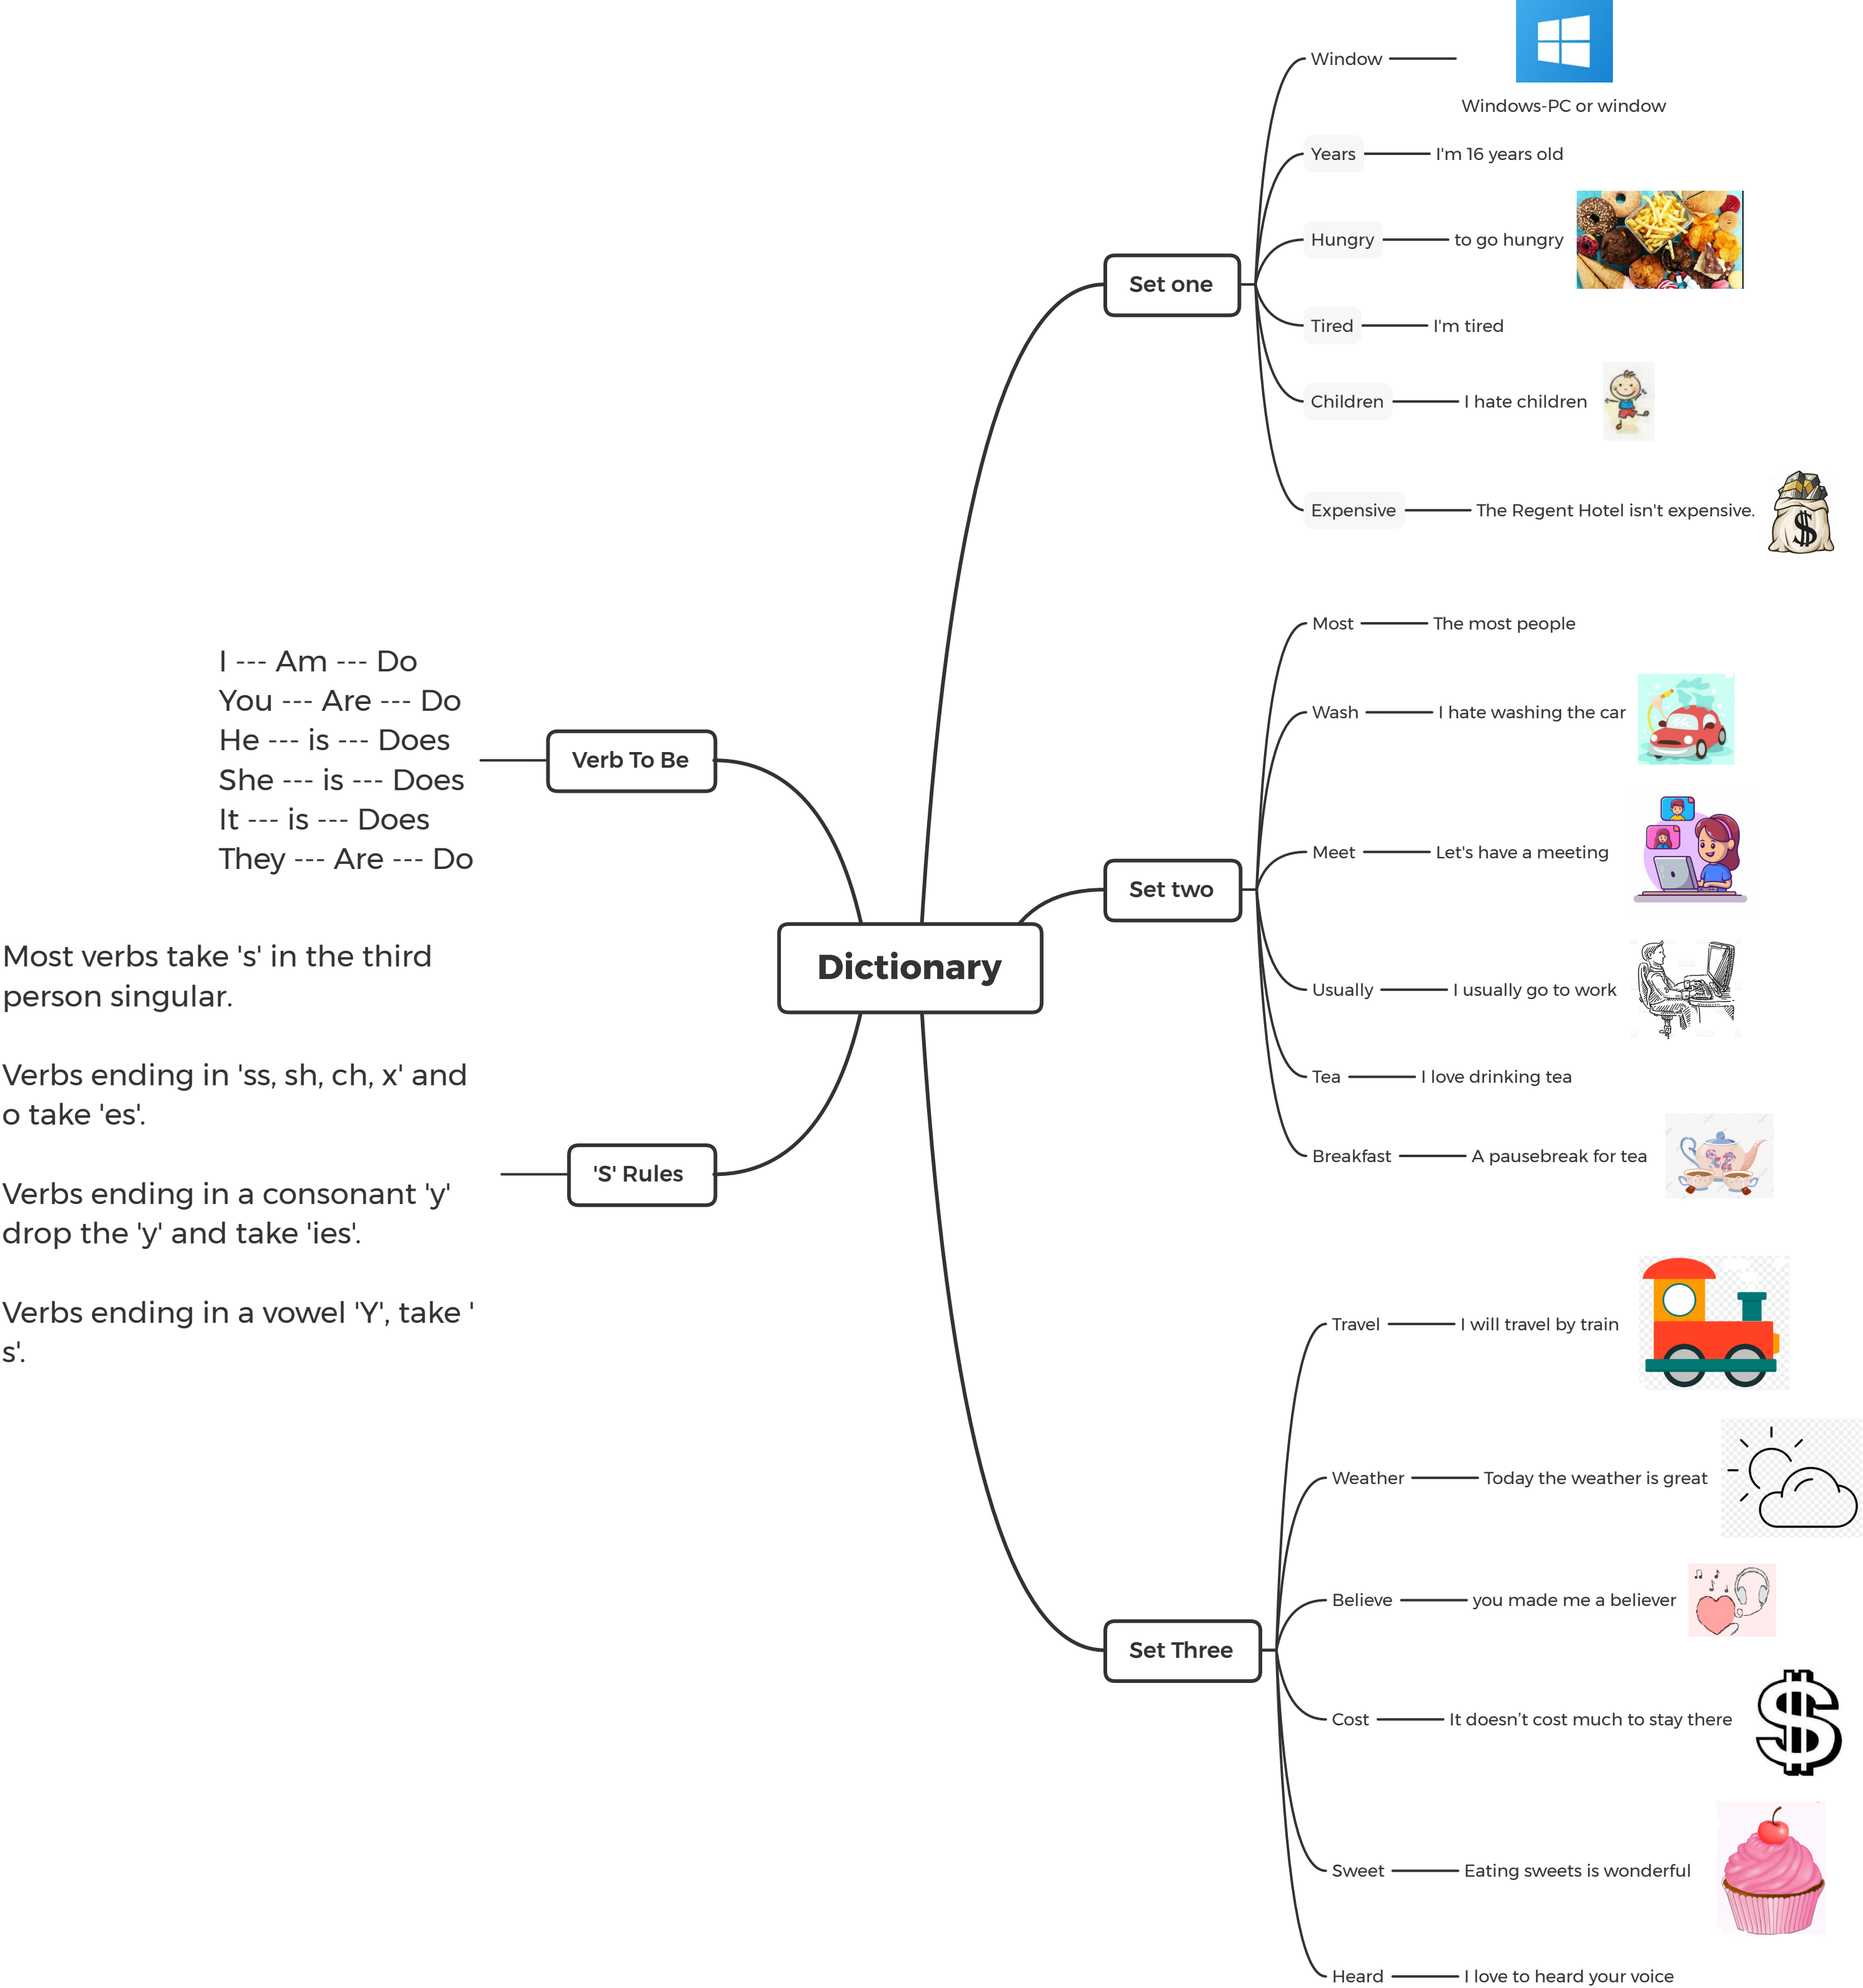 Dictionary
Set one
Window
Windows-PC or window
Years
I'm 16 years old
Hungry
to go hungry
Tired
I'm tired
Children
I hate children
Expensive
The Regent Hotel isn't expensive.
$
Set two
Most
The most people
Wash
I hate washing the car
Meet
Let's have a meeting
Usually
I usually go to work
Tea
I love drinking tea
Breakfast
A pausebreak for tea
Set Three
Travel
I will travel by train
Weather
Today the weather is great
Believe
you made me a believer
Cost
It doesn’t cost much to stay there
$
Sweet
Eating sweets is wonderful
Heard
I love to heard your voice
Verb To Be
I --- Am --- Do
You --- Are --- Do
He --- is --- Does
She --- is --- Does
It --- is --- Does
They --- Are --- Do
'S' Rules
Most verbs take 's' in the third
person singular.
Verbs ending in 'ss, sh, ch, x' and
o take 'es'.
Verbs ending in a consonant 'y'
drop the 'y' and take 'ies'.
Verbs ending in a vowel 'Y', take '
s'.